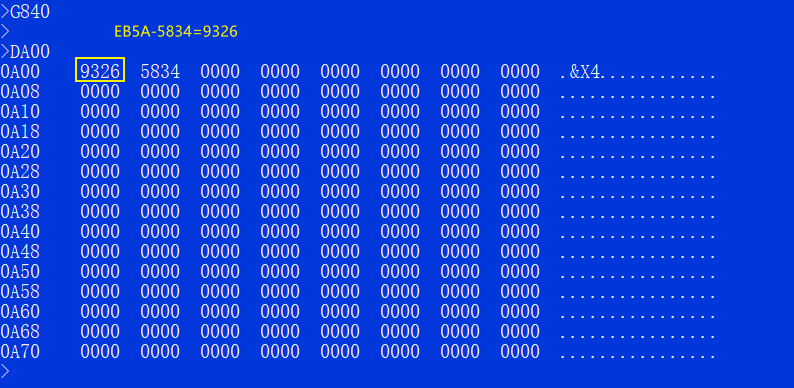 >G840
> EB5A-5834=9326
>DA00
0A00 9326 5834 0000 0000 0000 0000 0000 0000 .&X4............
0A08 0000 0000 0000 0000 0000 0000 0000 0000 ................
0A10 0000 0000 0000 0000 0000 0000 0000 0000 ................
0A18 0000 0000 0000 0000 0000 0000 0000 0000 ................
0A20 0000 0000 0000 0000 0000 0000 0000 0000 ................
0A28 0000 0000 0000 0000 0000 0000 0000 0000 ................
0A30 0000 0000 0000 0000 0000 0000 0000 0000 ................
0A38 0000 0000 0000 0000 0000 0000 0000 0000 ................
0A40 0000 0000 0000 0000 0000 0000 0000 0000 ................
0A48 0000 0000 0000 0000 0000 0000 0000 0000 ................
0A50 0000 0000 0000 0000 0000 0000 0000 0000 ................
0A58 0000 0000 0000 0000 0000 0000 0000 0000 ................
0A60 0000 0000 0000 0000 0000 0000 0000 0000 ................
0A68 0000 0000 0000 0000 0000 0000 0000 0000 ................
0A70 0000 0000 0000 0000 0000 0000 0000 0000 ................
>